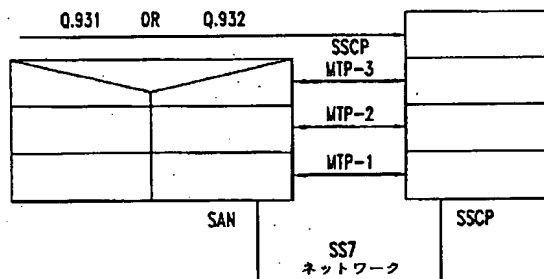 Q.931 OR Q.932
SSCP
MTP-3
MTP-2
MTP-1
SAN
SSCP
SS7
ネットワーク